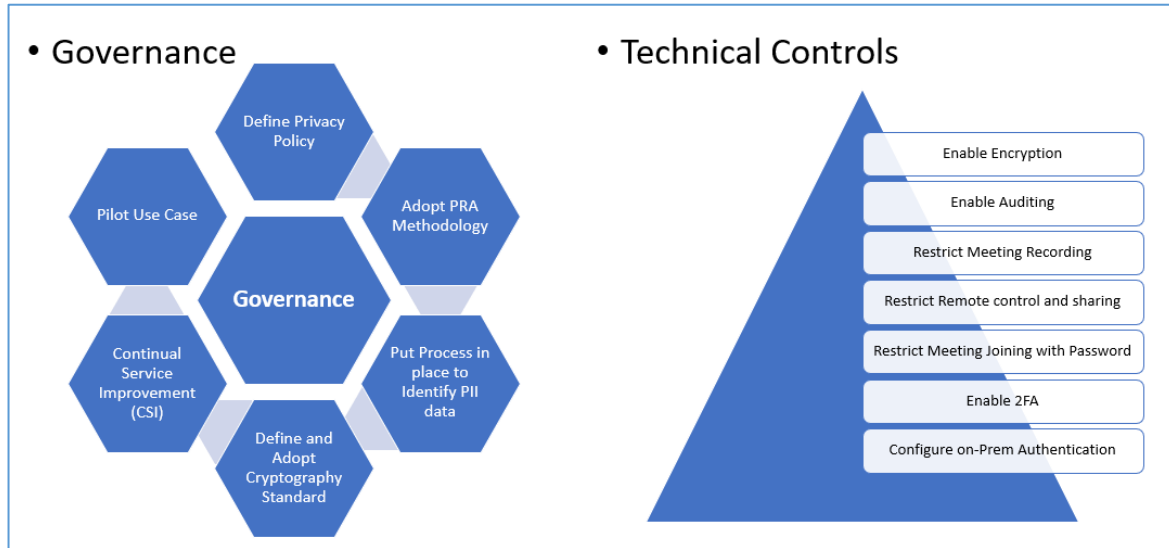 • Governance
Define Privacy
Policy
Adopt PRA
Methodology
Put Process in
place to
Identify PII
data
Define and
Adopt
Cryptography
Standard
Continual
Service
Improvement
(CSI)
Pilot Use Case
Governance
• Technical Controls
Enable Encryption
Enable Auditing
Restrict Meeting Recording
Restrict Remote control and sharing
Restrict Meeting Joining with Password
Enable 2FA
Configure on-Prem Authentication